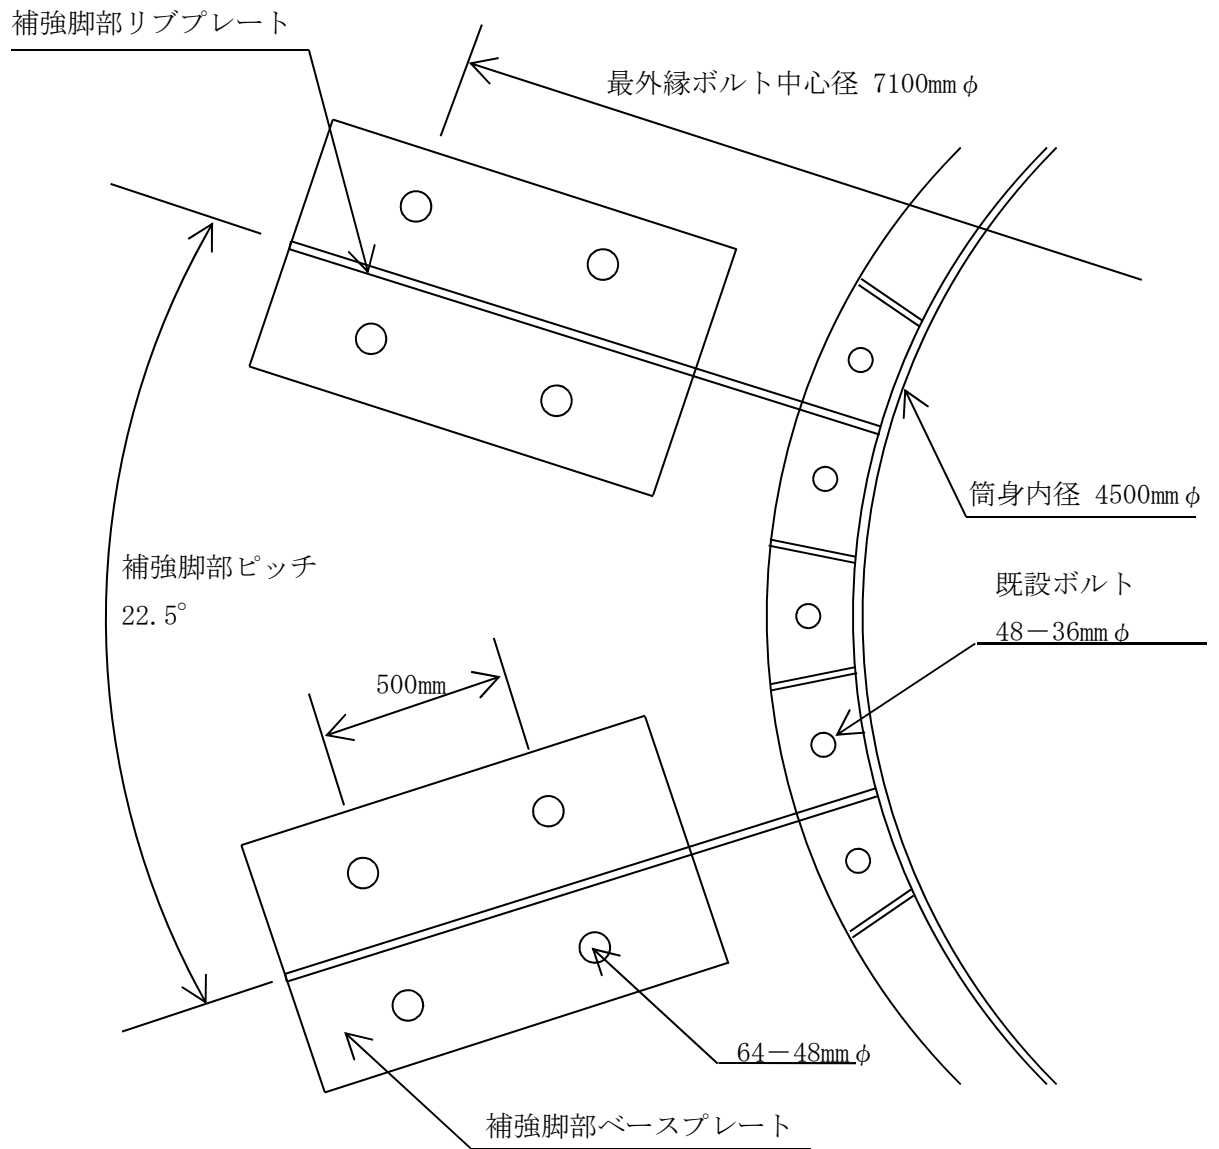 補強脚部リブプレート
最外縁ボルト中心径 7100mmφ
筒身内径 4500mmφ
補強脚部ピッチ
22.5°
既設ボルト
48－36mmφ
500mm
64－48mmφ
補強脚部ベースプレート